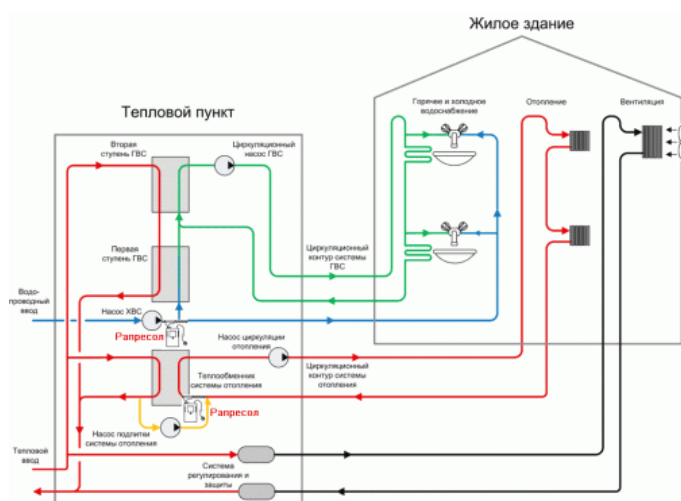 Жилое здание
Тепловой пункт
Горячее и холодное
водоснабжение
Отопление
Вентиляция
Вторая
ступень ГВС
Циркуляционный
насос ГВС
Первая
ступень ГВС
Циркуляционный
контур системы
ГВС
Водо-
проводный
ввод
Насос ХВС
Рапресол
Насос циркуляции
отопления
Теплообменник
системы отопления
Циркуляционный
контур системы
отопления
Рапресол
Насос подпитки
системы отопления
Тепловой
ввод
Система
регулирования и
защиты